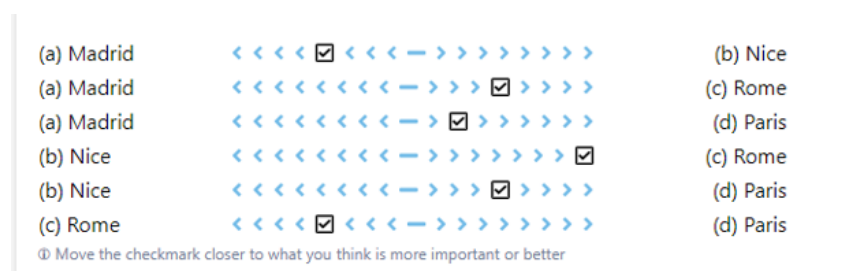 (a) Madrid < < < < ☑ < < < — > > > > > > > > (b) Nice
(a) Madrid < < < < < < < < — > > > ☑ > > > > (c) Rome
(a) Madrid < < < < < < < < — > ☑ > > > > > > (d) Paris
(b) Nice < < < < < < < < — > > > > > > > ☑ (c) Rome
(b) Nice < < < < < < < < — > > > ☑ > > > > (d) Paris
(c) Rome < < < < ☑ < < < — > > > > > > > > (d) Paris
① Move the checkmark closer to what you think is more important or better